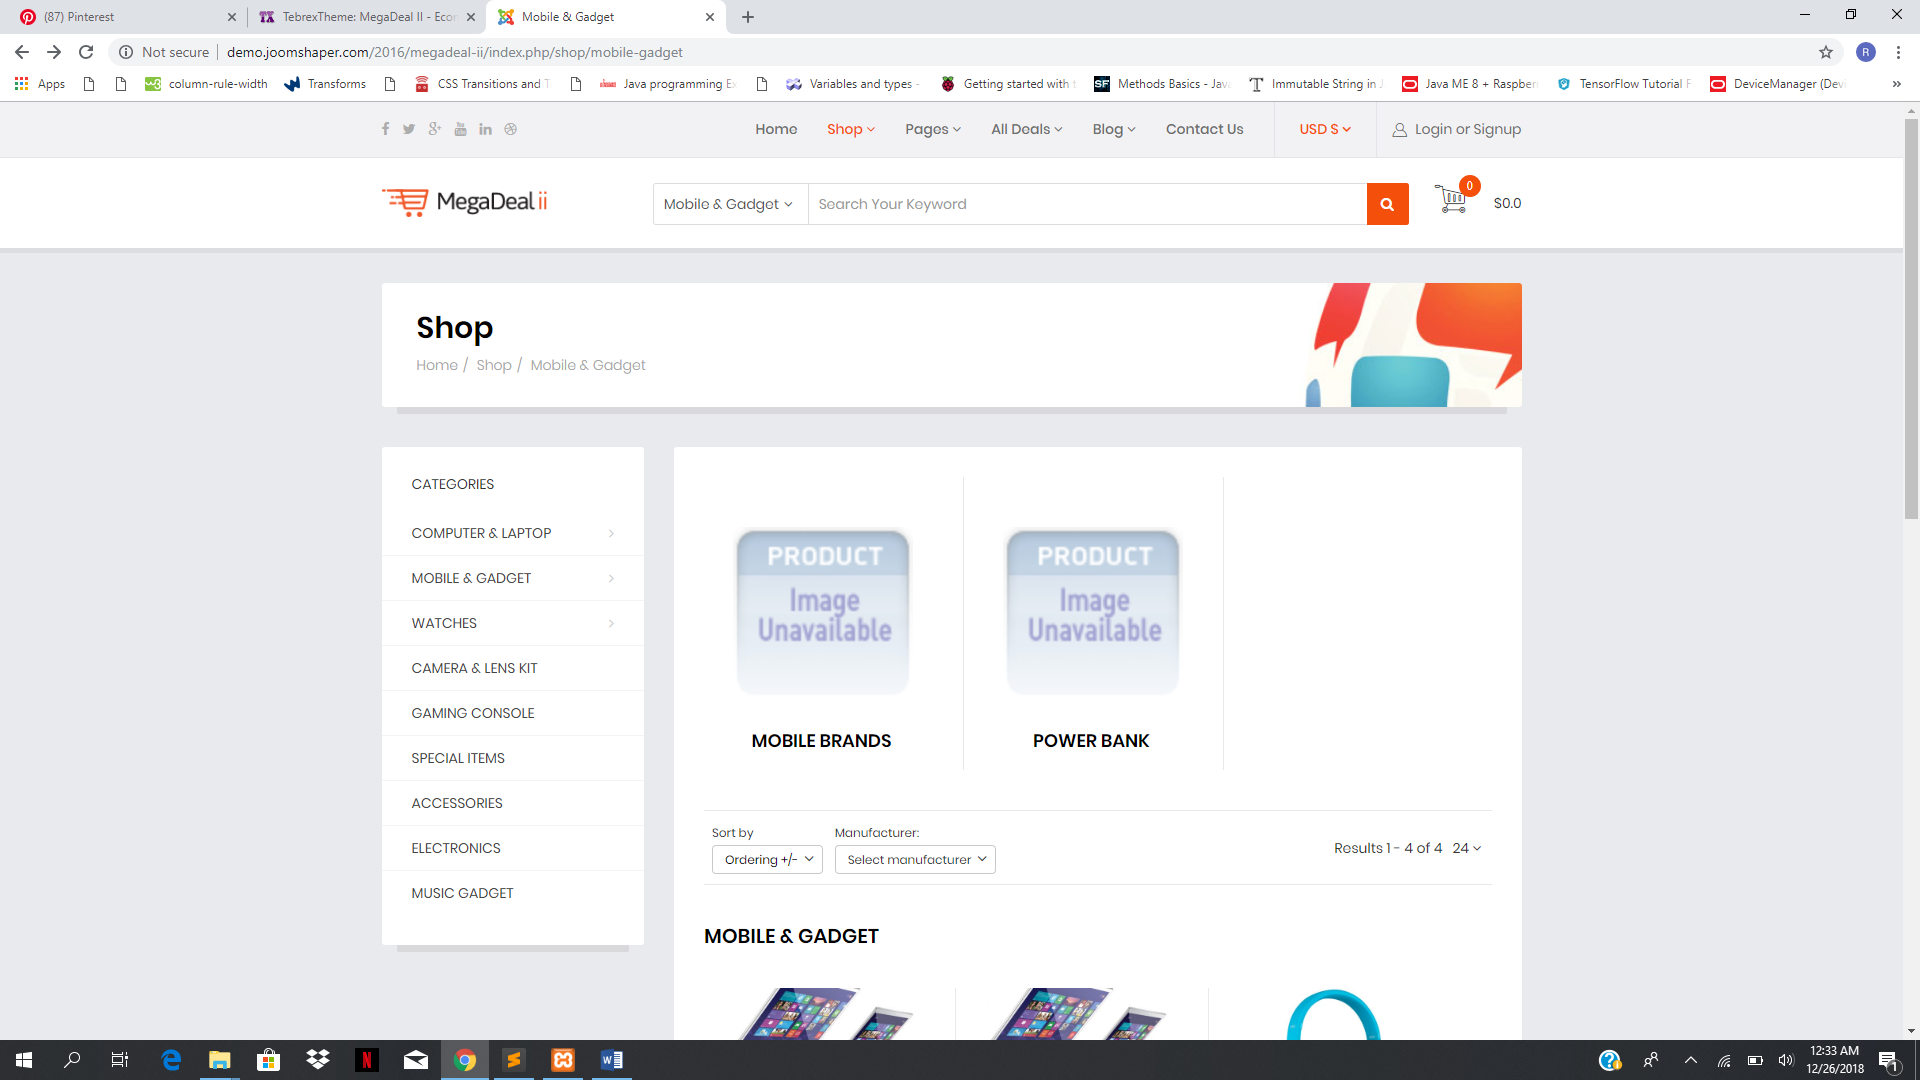 (87) Pinterest
TebrexTheme: MegaDeal II - Econ
Mobile & Gadget
Not secure
demo.joomshaper.com/2016/megadeal-ii/index.php/shop/mobile-gadget
R
Apps
column-rule-width
Transforms
CSS Transitions and T
Java programming Ex
Variables and types -
Getting started with t
Methods Basics - Java
Immutable String in J
Java ME 8 + Raspberr
TensorFlow Tutorial F
DeviceManager (Devi
Home
Shop
Pages
All Deals
Blog
Contact Us
USD $
Login or Signup
MegaDeal ii
Mobile & Gadget
Search Your Keyword
0
$0.0
Shop
Home / Shop / Mobile & Gadget
CATEGORIES
COMPUTER & LAPTOP
MOBILE & GADGET
WATCHES
CAMERA & LENS KIT
GAMING CONSOLE
SPECIAL ITEMS
ACCESSORIES
ELECTRONICS
MUSIC GADGET
PRODUCT
Image
Unavailable
MOBILE BRANDS
PRODUCT
Image
Unavailable
POWER BANK
Sort by
Ordering +/-
Manufacturer:
Select manufacturer
Results 1 - 4 of 4
24
MOBILE & GADGET
12:33 AM
12/26/2018
1